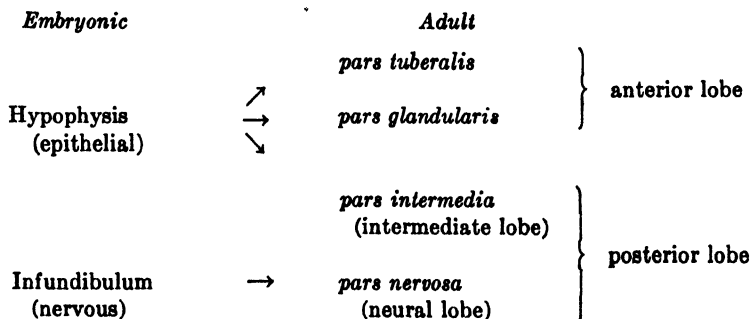 Embryonic Adult
pars tuberalis
anterior lobe
Hypophysis → pars glandularis
(epithelial)
pars intermedia
(intermediate lobe)
posterior lobe
Infundibulum → pars nervosa
(nervous) (neural lobe)